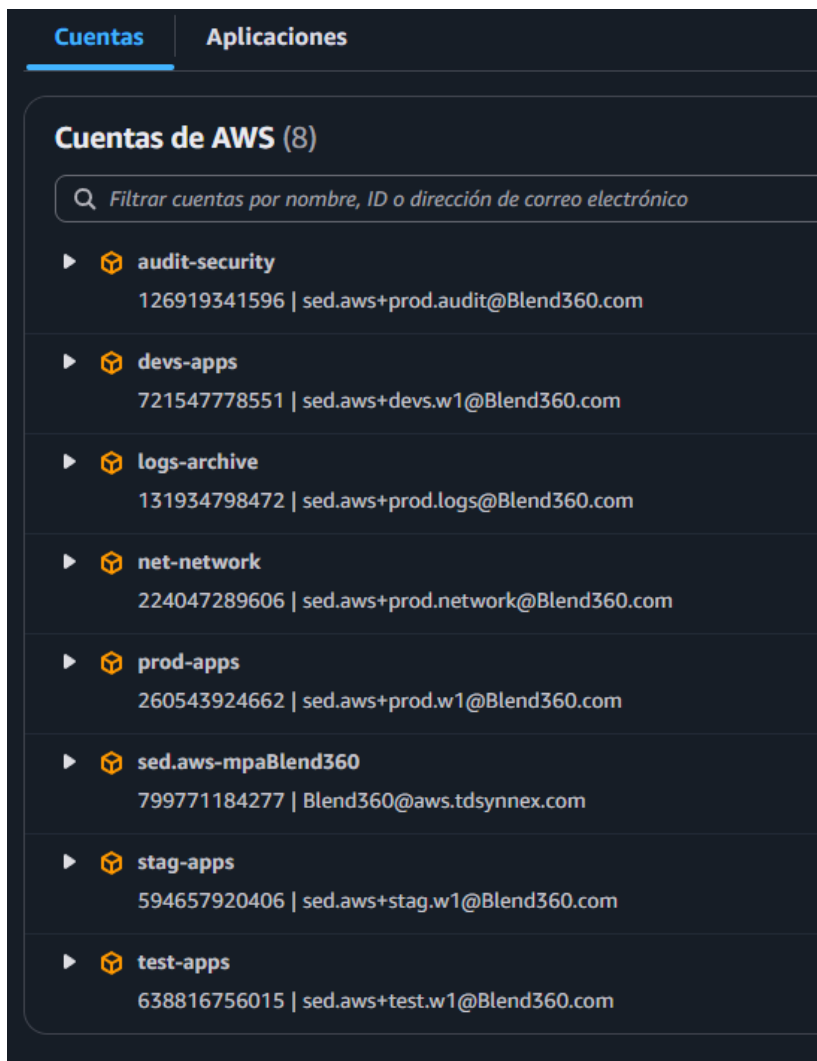 Cuentas Aplicaciones
Cuentas de AWS (8)
Filtrar cuentas por nombre, ID o dirección de correo electrónico
audit-security
126919341596 | sed.aws+prod.audit@Blend360.com
devs-apps
721547778551 | sed.aws+devs.w1@Blend360.com
logs-archive
131934798472 | sed.aws+prod.logs@Blend360.com
net-network
224047289606 | sed.aws+prod.network@Blend360.com
prod-apps
260543924662 | sed.aws+prod.w1@Blend360.com
sed.aws-mpaBlend360
799771184277 | Blend360@aws.tdsynnex.com
stag-apps
594657920406 | sed.aws+stag.w1@Blend360.com
test-apps
638816756015 | sed.aws+test.w1@Blend360.com